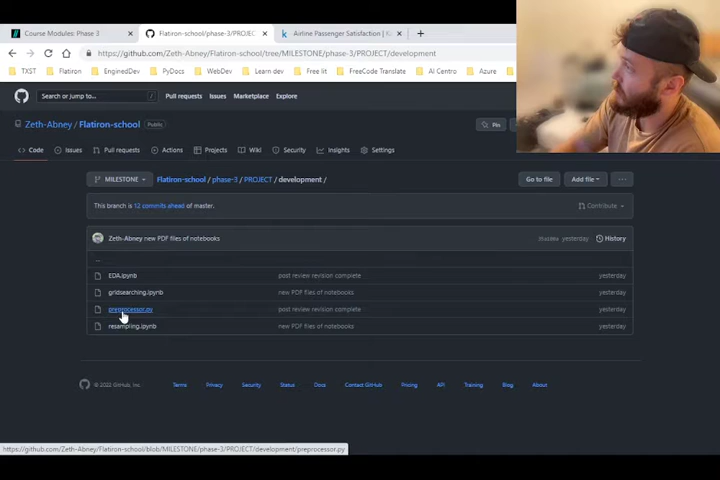 Course Modules: Phase 3
Flatiron-school/phase-3/PROJEC
Airline Passenger Satisfaction | K
https://github.com/Zeth-Abney/Flatiron-school/tree/MILESTONE/phase-3/PROJECT/development
TXST
Flatiron
EnginedDev
PyDocs
WebDev
Learn dev
Free lit
FreeCode Translate
AI Centro
Azure
Search or jump to...
/
Pull requests
Issues
Marketplace
Explore
Zeth-Abney / Flatiron-school
Public
Pin
Code
Issues
Pull requests
Actions
Projects
Wiki
Security
Insights
Settings
MILESTONE
Flatiron-school / phase-3 / PROJECT / development /
Go to file
Add file
...
This branch is 12 commits ahead of master.
Contribute
Zeth-Abney new PDF files of notebooks
yesterday
History
..
EDA.ipynb
post review revision complete
yesterday
gridsearching.ipynb
new PDF files of notebooks
yesterday
preprocessor.py
post review revision complete
yesterday
resampling.ipynb
new PDF files of notebooks
yesterday
© 2022 GitHub, Inc.
Terms
Privacy
Security
Status
Docs
Contact GitHub
Pricing
API
Training
Blog
About
https://github.com/Zeth-Abney/Flatiron-school/blob/MILESTONE/phase-3/PROJECT/development/preprocessor.py